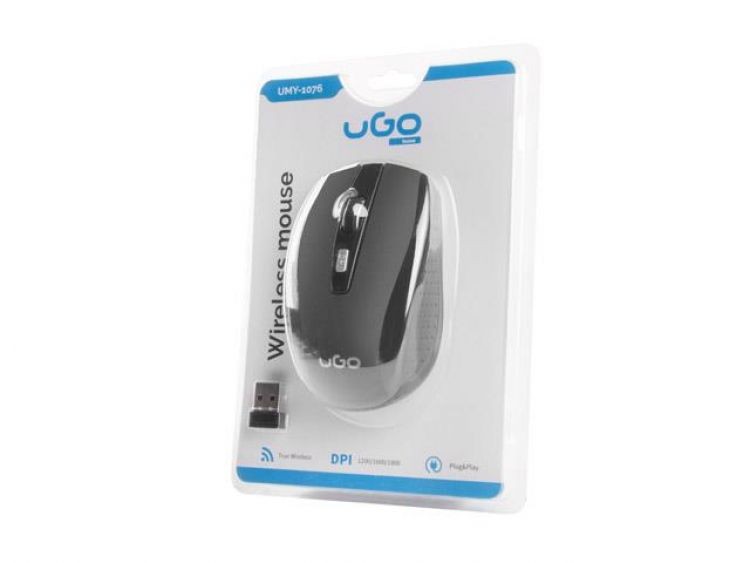 UMY-1076
uGo
Wireless mouse
uGo
True Wireless
DPI
1200/1600/1800
Plug&Play